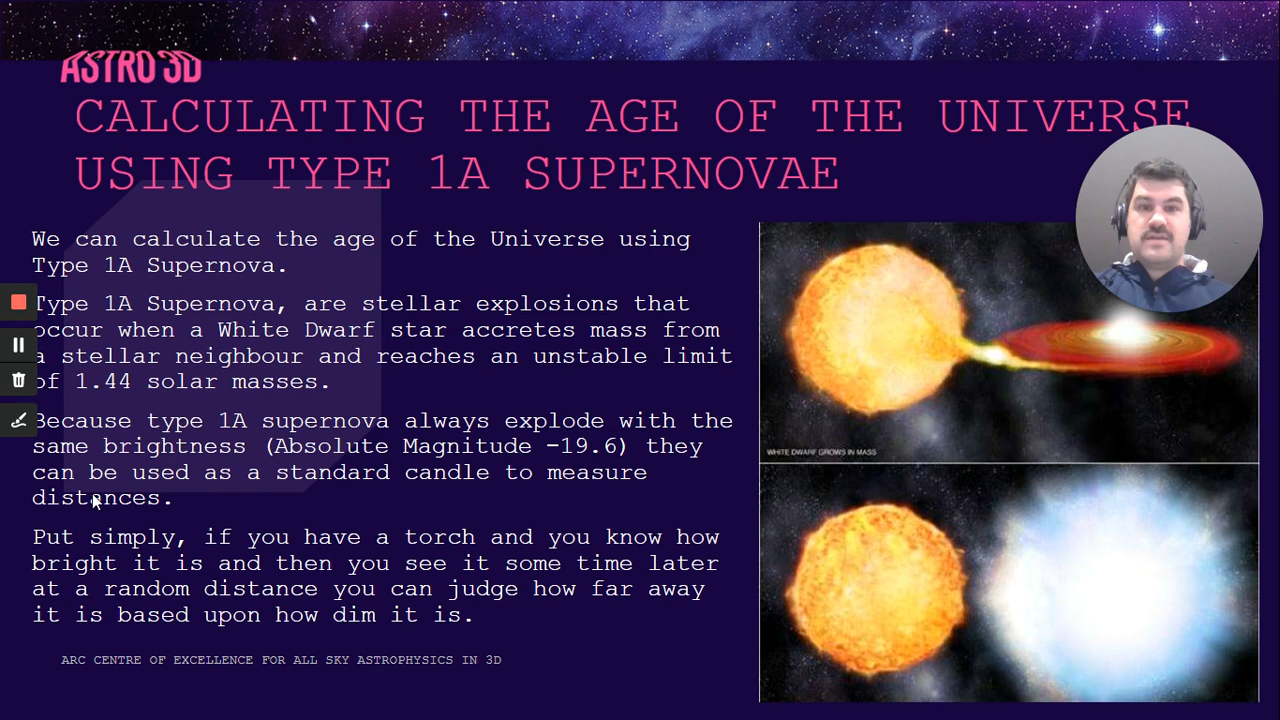 ASTRO 3D
CALCULATING THE AGE OF THE UNIVERSE
USING TYPE 1A SUPERNOVAE
We can calculate the age of the Universe using
Type 1A Supernova.
Type 1A Supernova, are stellar explosions that
occur when a White Dwarf star accretes mass from
a stellar neighbour and reaches an unstable limit
of 1.44 solar masses.
Because type 1A supernova always explode with the
same brightness (Absolute Magnitude -19.6) they
can be used as a standard candle to measure
distances.
Put simply, if you have a torch and you know how
bright it is and then you see it some time later
at a random distance you can judge how far away
it is based upon how dim it is.
WHITE DWARF GROWS IN MASS
ARC CENTRE OF EXCELLENCE FOR ALL SKY ASTROPHYSICS IN 3D